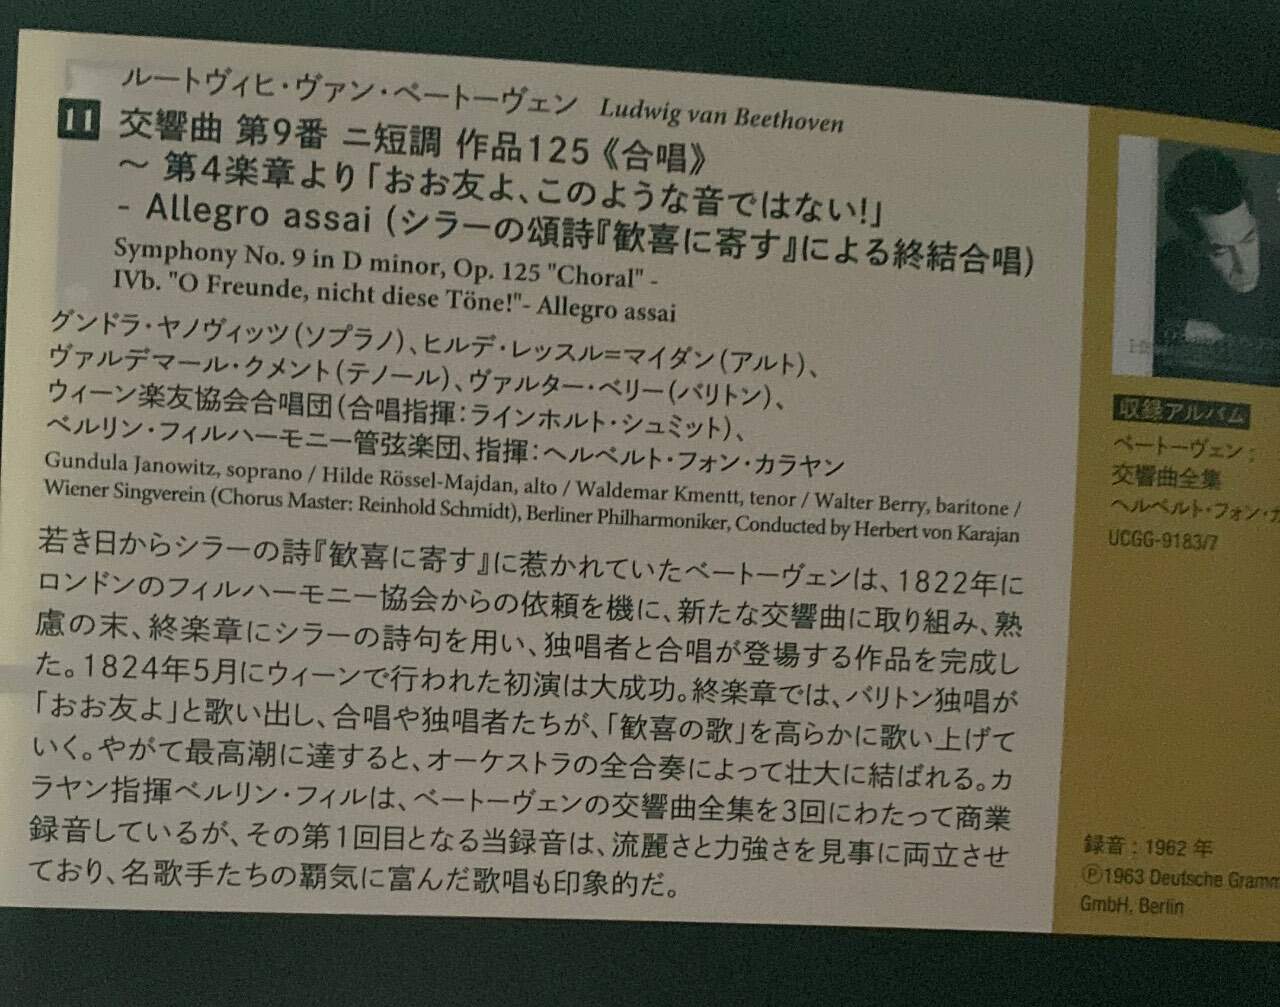 ルートヴィヒ・ヴァン・ベートーヴェン Ludwig van Beethoven
11 交響曲 第9番 ニ短調 作品125《合唱》
～ 第4楽章より「おお友よ、このような音ではない!」
- Allegro assai (シラーの頌詩『歓喜に寄す』による終結合唱)
Symphony No. 9 in D minor, Op. 125 "Choral" -
IVb. "O Freunde, nicht diese Töne!"- Allegro assai
グンドラ・ヤノヴィッツ(ソプラノ)、ヒルデ・レッスル=マイダン(アルト)、
ヴァルデマール・クメント(テノール)、ヴァルター・ベリー(バリトン)、
ウィーン楽友協会合唱団(合唱指揮:ラインホルト・シュミット)、
ベルリン・フィルハーモニー管弦楽団、指揮:ヘルベルト・フォン・カラヤン
Gundula Janowitz, soprano / Hilde Rössel-Majdan, alto / Waldemar Kmentt, tenor / Walter Berry, baritone /
Wiener Singverein (Chorus Master: Reinhold Schmidt), Berliner Philharmoniker, Conducted by Herbert von Karajan
若き日からシラーの詩『歓喜に寄す』に惹かれていたベートーヴェンは、1822年に
ロンドンのフィルハーモニー協会からの依頼を機に、新たな交響曲に取り組み、熟
慮の末、終楽章にシラーの詩句を用い、独唱者と合唱が登場する作品を完成し
た。1824年5月にウィーンで行われた初演は大成功。終楽章では、バリトン独唱が
「おお友よ」と歌い出し、合唱や独唱者たちが、「歓喜の歌」を高らかに歌い上げて
いく。やがて最高潮に達すると、オーケストラの全合奏によって壮大に結ばれる。カ
ラヤン指揮ベルリン・フィルは、ベートーヴェンの交響曲全集を3回にわたって商業
録音しているが、その第1回目となる当録音は、流麗さと力強さを見事に両立させ
ており、名歌手たちの覇気に富んだ歌唱も印象的だ。
収録アルバム
ベートーヴェン:
交響曲全集
ヘルベルト・フォン・カ
UCGG-9183/7
録音:1962年
Ⓟ1963 Deutsche Gramm
GmbH, Berlin